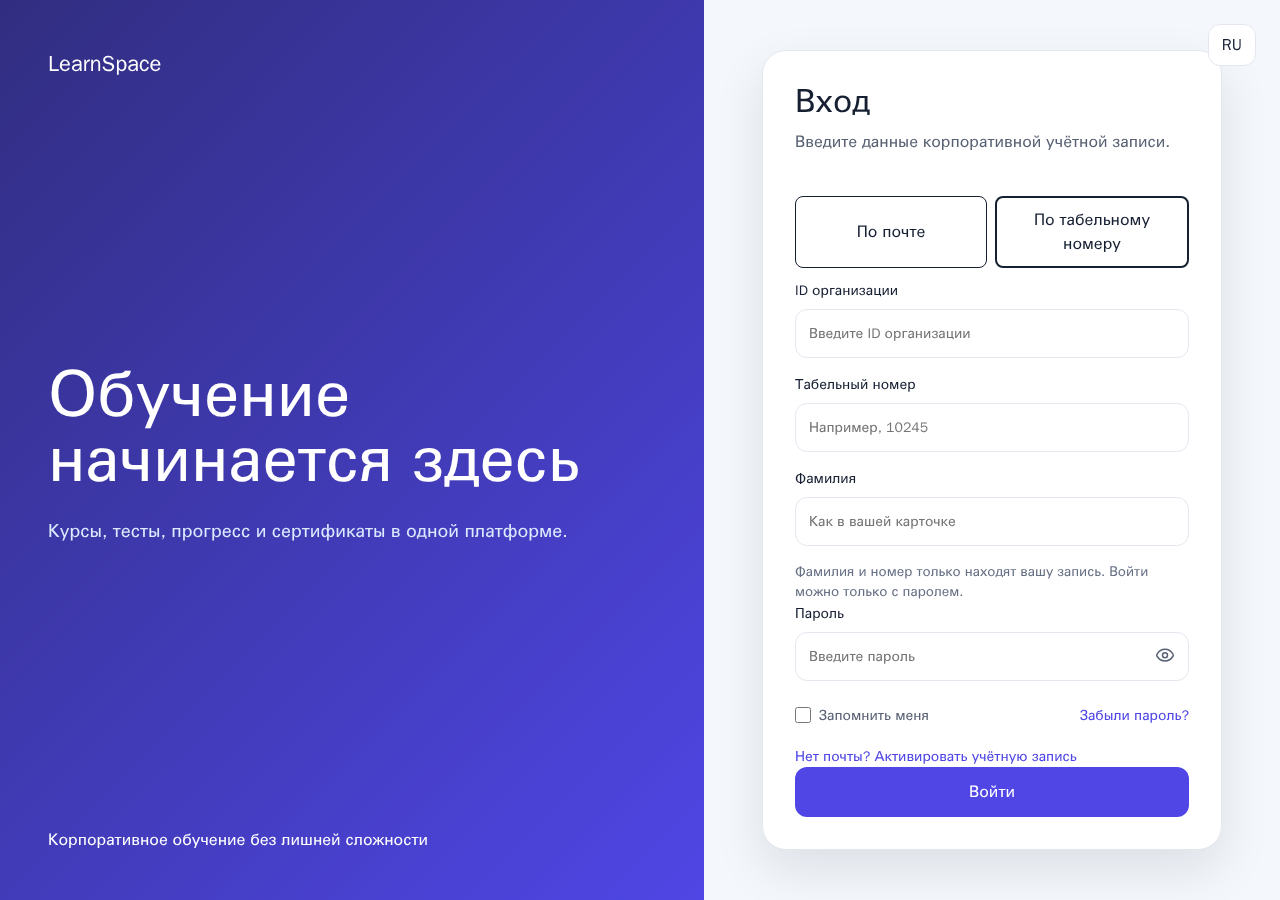 LearnSpace
Обучение
начинается здесь
Курсы, тесты, прогресс и сертификаты в одной платформе.
Корпоративное обучение без лишней сложности
RU
Вход
Введите данные корпоративной учётной записи.
По почте
По табельному
номеру
ID организации
Введите ID организации
Табельный номер
Например, 10245
Фамилия
Как в вашей карточке
Фамилия и номер только находят вашу запись. Войти
можно только с паролем.
Пароль
Введите пароль
Запомнить меня
Забыли пароль?
Нет почты? Активировать учётную запись
Войти